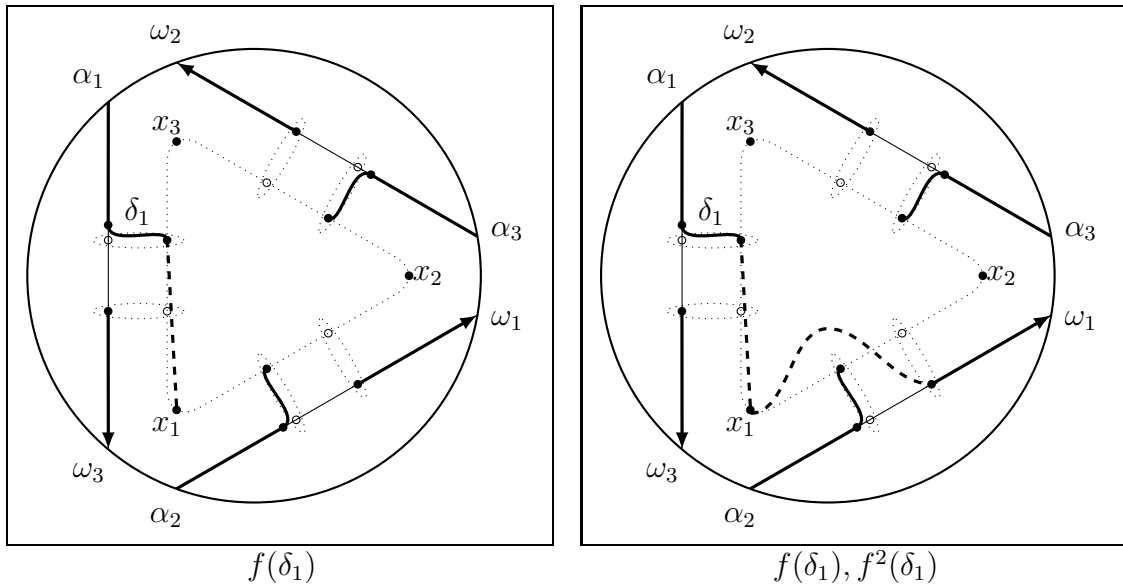 ω₂
α₁
x₃
δ₁
α₃
x₂
ω₁
x₁
ω₃
α₂
f(δ₁)
ω₂
α₁
x₃
δ₁
α₃
x₂
ω₁
x₁
ω₃
α₂
f(δ₁), f²(δ₁)